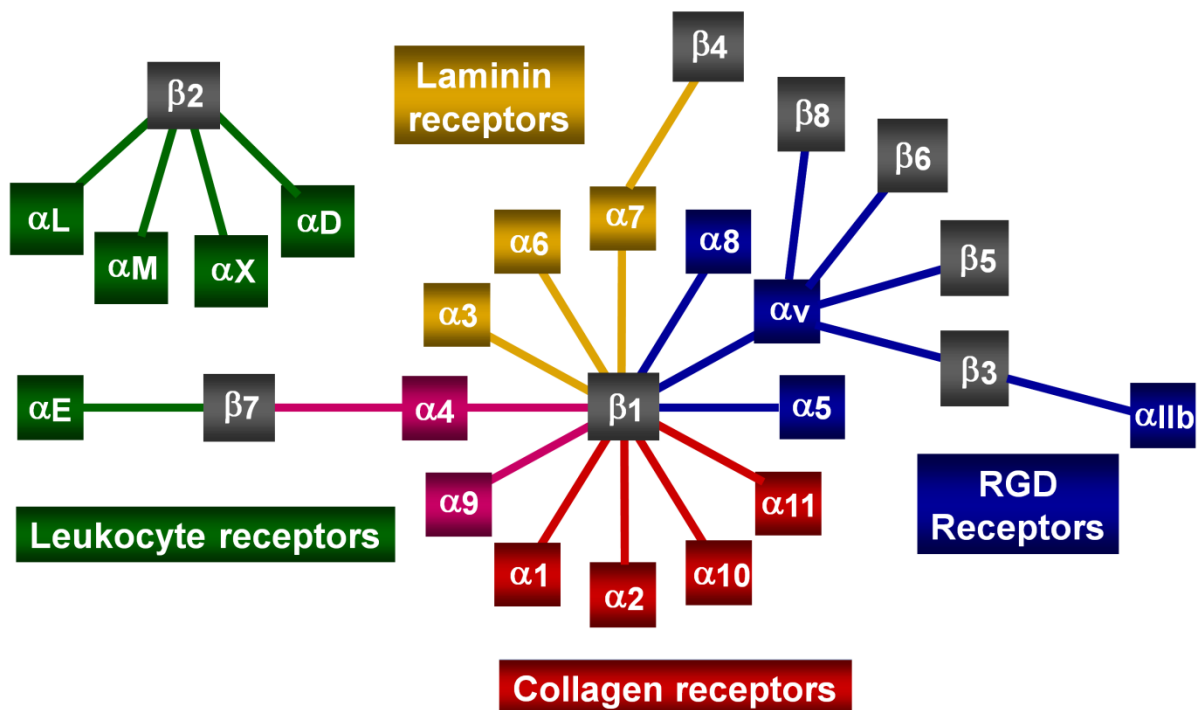 β4
Laminin
receptors
β2
β8
β6
αL
αD
α7
α6
α8
αM
αX
β5
α3
αv
β3
αE
β7
α4
β1
α5
αIIb
α9
α11
RGD
Receptors
Leukocyte receptors
α1
α2
α10
Collagen receptors